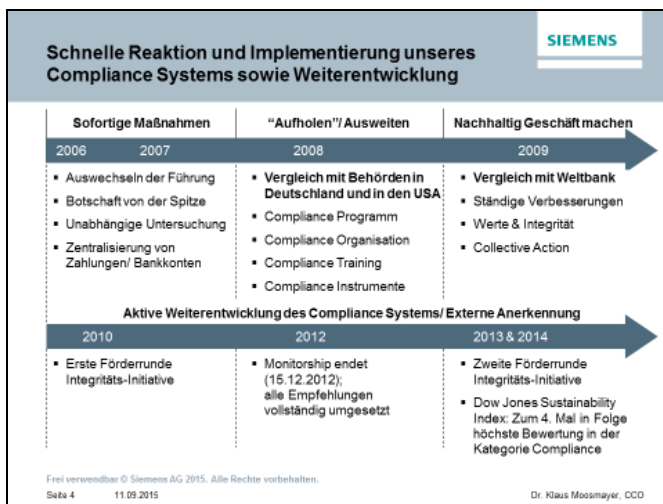 SIEMENS
Schnelle Reaktion und Implementierung unseres
Compliance Systems sowie Weiterentwicklung
Sofortige Maßnahmen
2006 2007
▪ Auswechseln der Führung
▪ Botschaft von der Spitze
▪ Unabhängige Untersuchung
▪ Zentralisierung von
Zahlungen/ Bankkonten
“Aufholen”/ Ausweiten
2008
▪ Vergleich mit Behörden in
Deutschland und in den USA
▪ Compliance Programm
▪ Compliance Organisation
▪ Compliance Training
▪ Compliance Instrumente
Nachhaltig Geschäft machen
2009
▪ Vergleich mit Weltbank
▪ Ständige Verbesserungen
▪ Werte & Integrität
▪ Collective Action
Aktive Weiterentwicklung des Compliance Systems/ Externe Anerkennung
2010
▪ Erste Förderrunde
Integritäts-Initiative
2012
▪ Monitorship endet
(15.12.2012);
alle Empfehlungen
vollständig umgesetzt
2013 & 2014
▪ Zweite Förderrunde
Integritäts-Initiative
▪ Dow Jones Sustainability
Index: Zum 4. Mal in Folge
höchste Bewertung in der
Kategorie Compliance
Frei verwendbar © Siemens AG 2015. Alle Rechte vorbehalten.
Seite 4 11.09.2015 Dr. Klaus Moosmayer, CCO